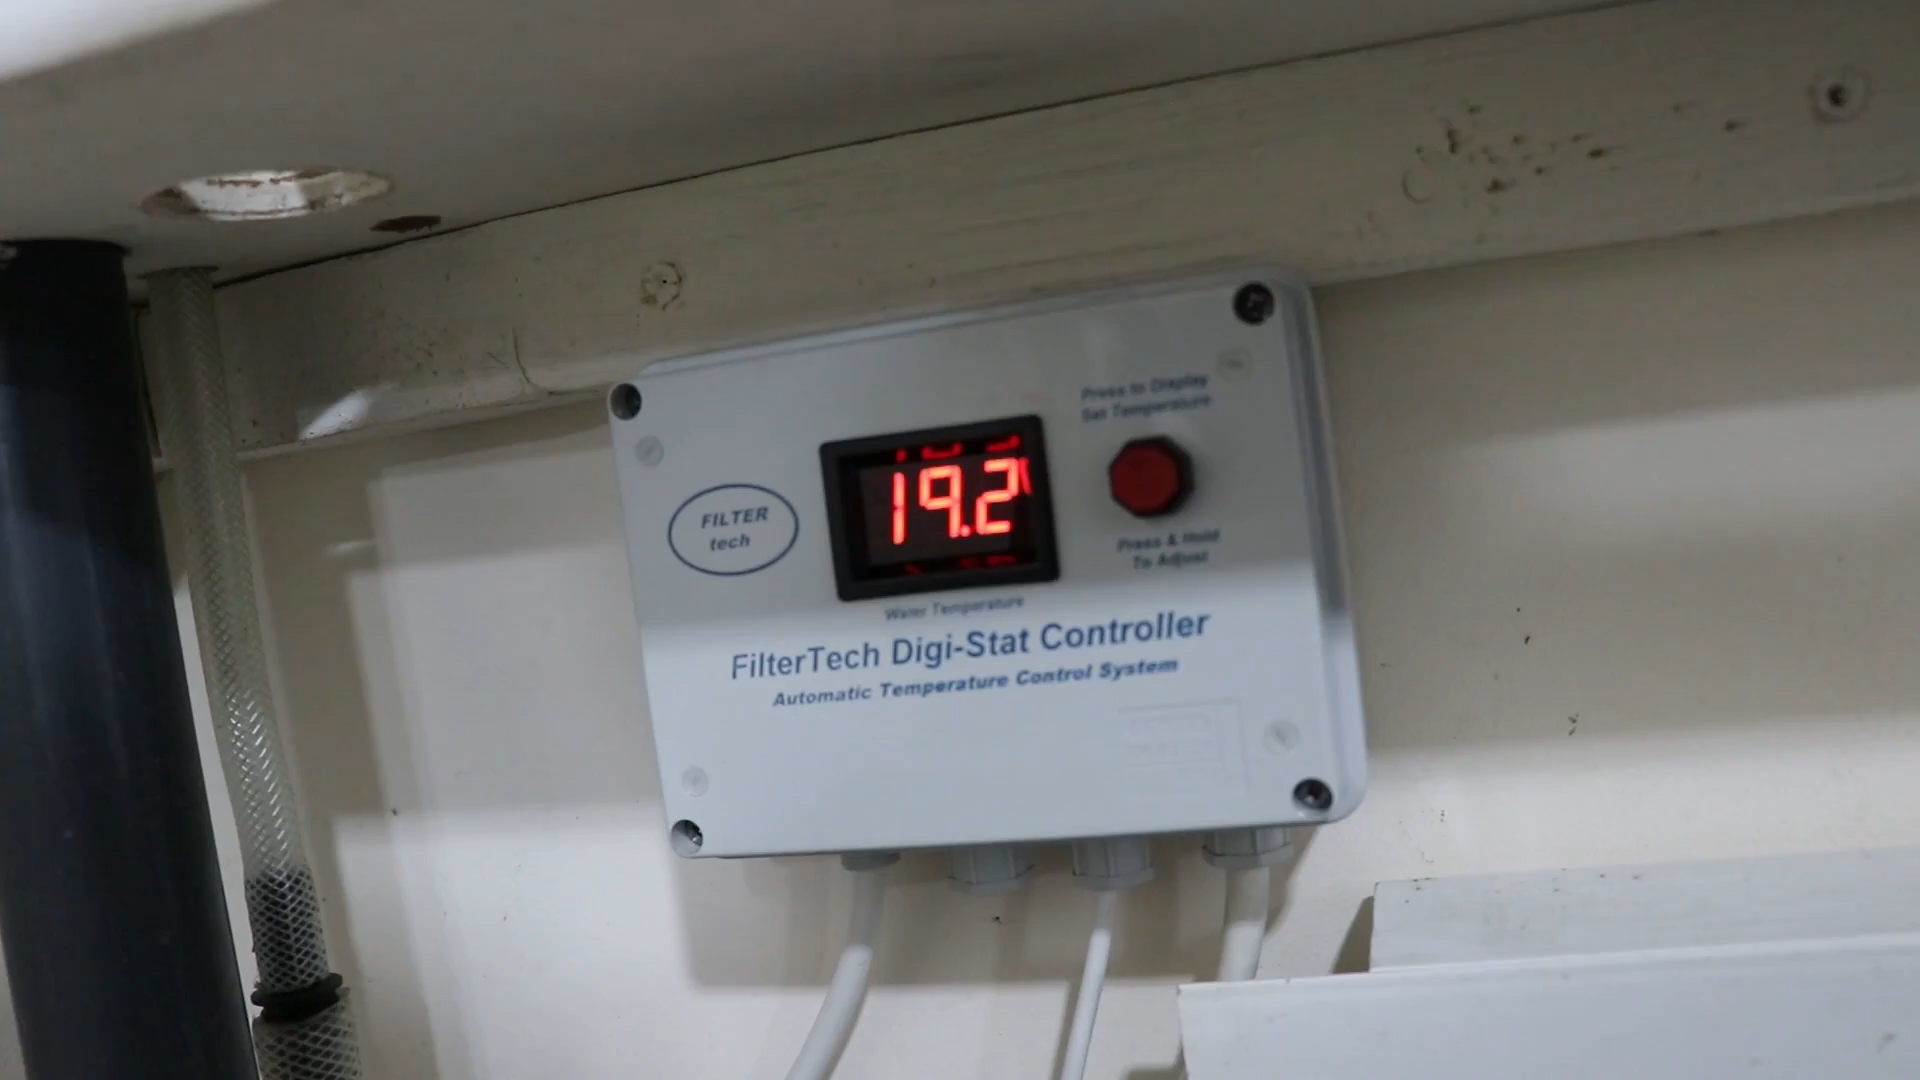 Press to Display
Set Temperature
19.2
FILTER
tech
Press & Hold
To Adjust
Water Temperature
FilterTech Digi-Stat Controller
Automatic Temperature Control System